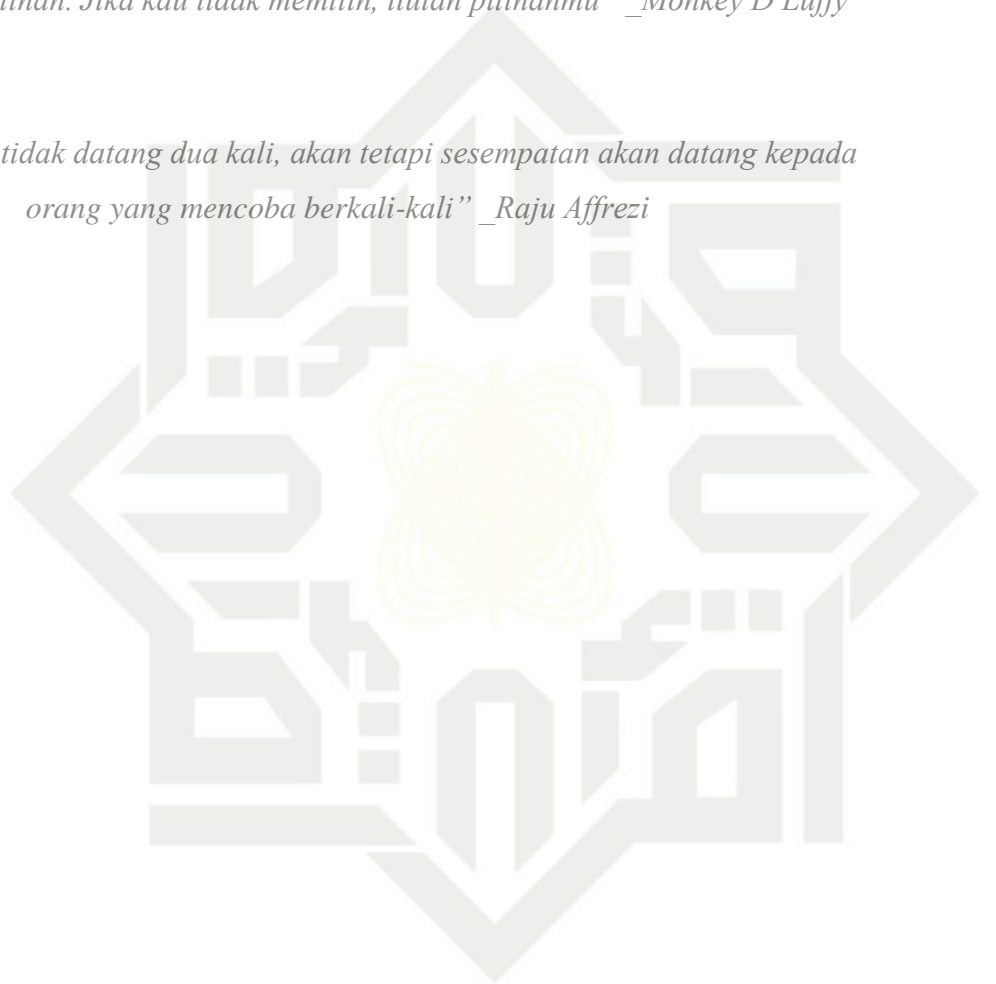 ilihan. Jika kau tidak memilih, itulah pilihanmu” _Monkey D Luffy
tidak datang dua kali, akan tetapi sesempatan akan datang kepada
orang yang mencoba berkali-kali” _Raju Affrezi